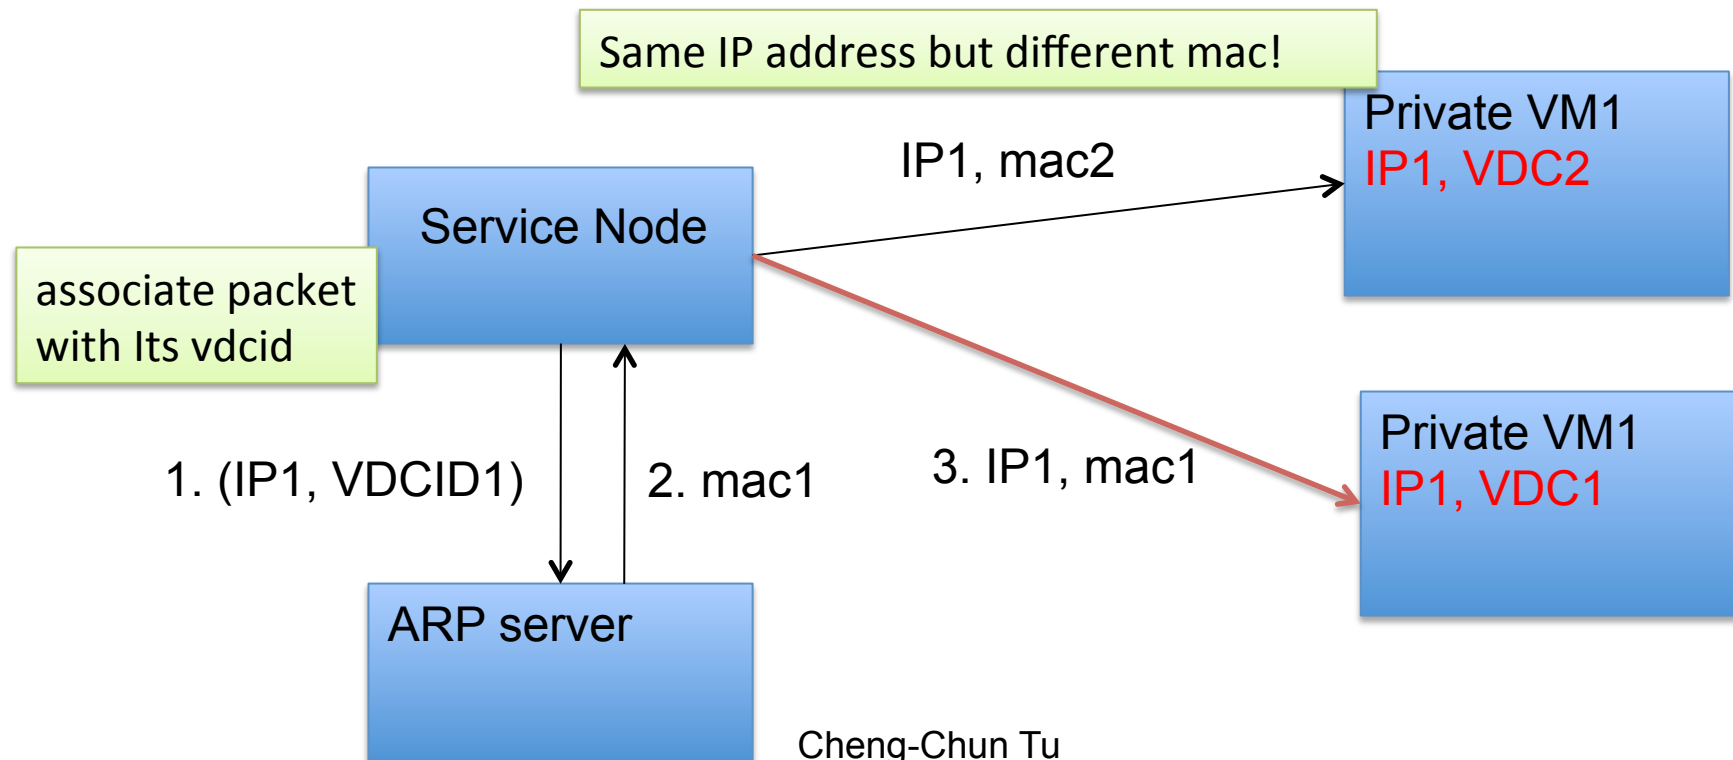 Same IP address but different mac!
Private VM1
IP1, VDC2
IP1, mac2
Service Node
associate packet
with Its vdcid
Private VM1
IP1, VDC1
1. (IP1, VDCID1)
2. mac1
3. IP1, mac1
ARP server
Cheng-Chun Tu